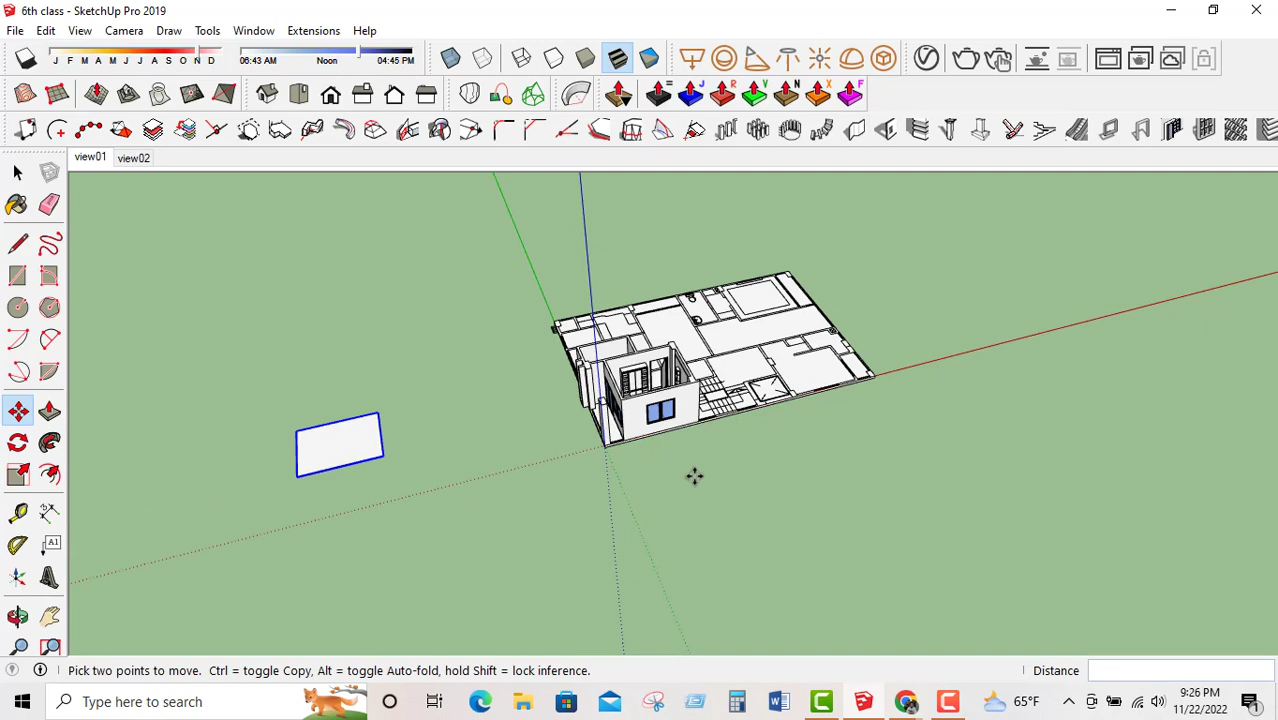 6th class - SketchUp Pro 2019
File Edit View Camera Draw Tools Window Extensions Help
J F M A M J J A S O N D
06:43 AM Noon 04:45 PM
= J R V N X F
view01 view02
A1
Pick two points to move. Ctrl = toggle Copy, Alt = toggle Auto-fold, hold Shift = lock inference.
Distance
Type here to search
65°F
9:26 PM
11/22/2022
1